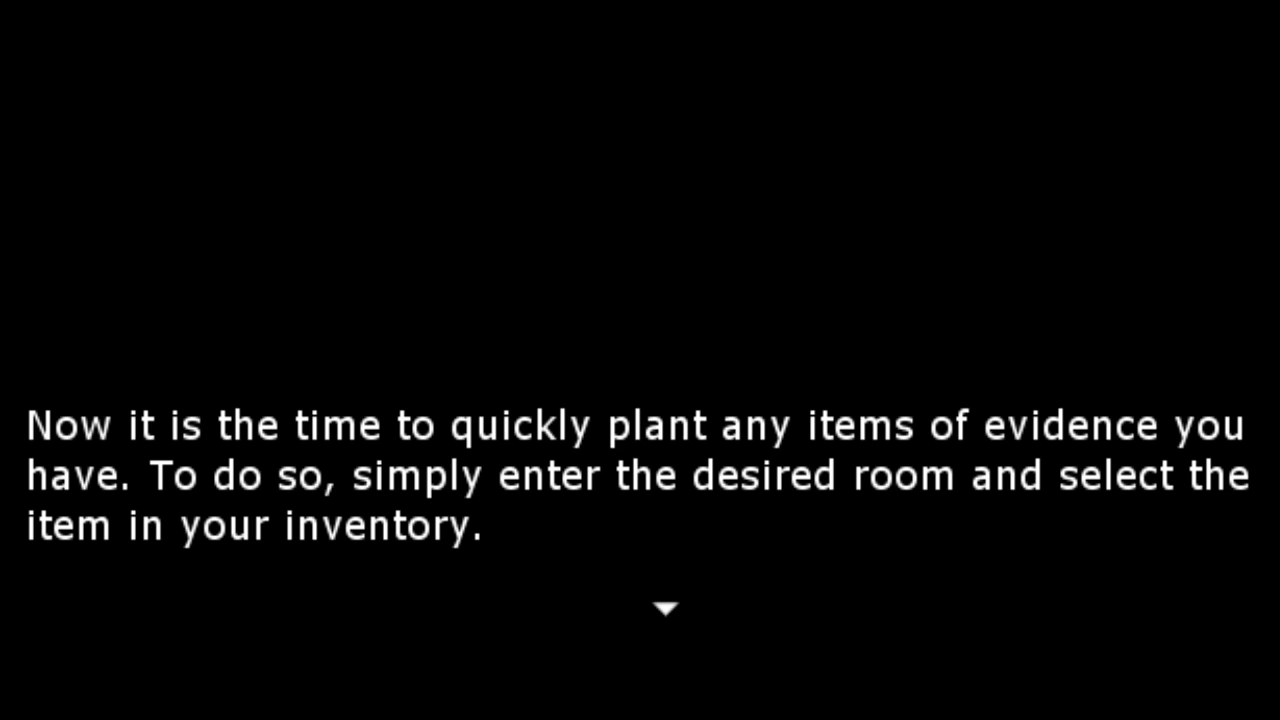 Now it is the time to quickly plant any items of evidence you
have. To do so, simply enter the desired room and select the
item in your inventory.